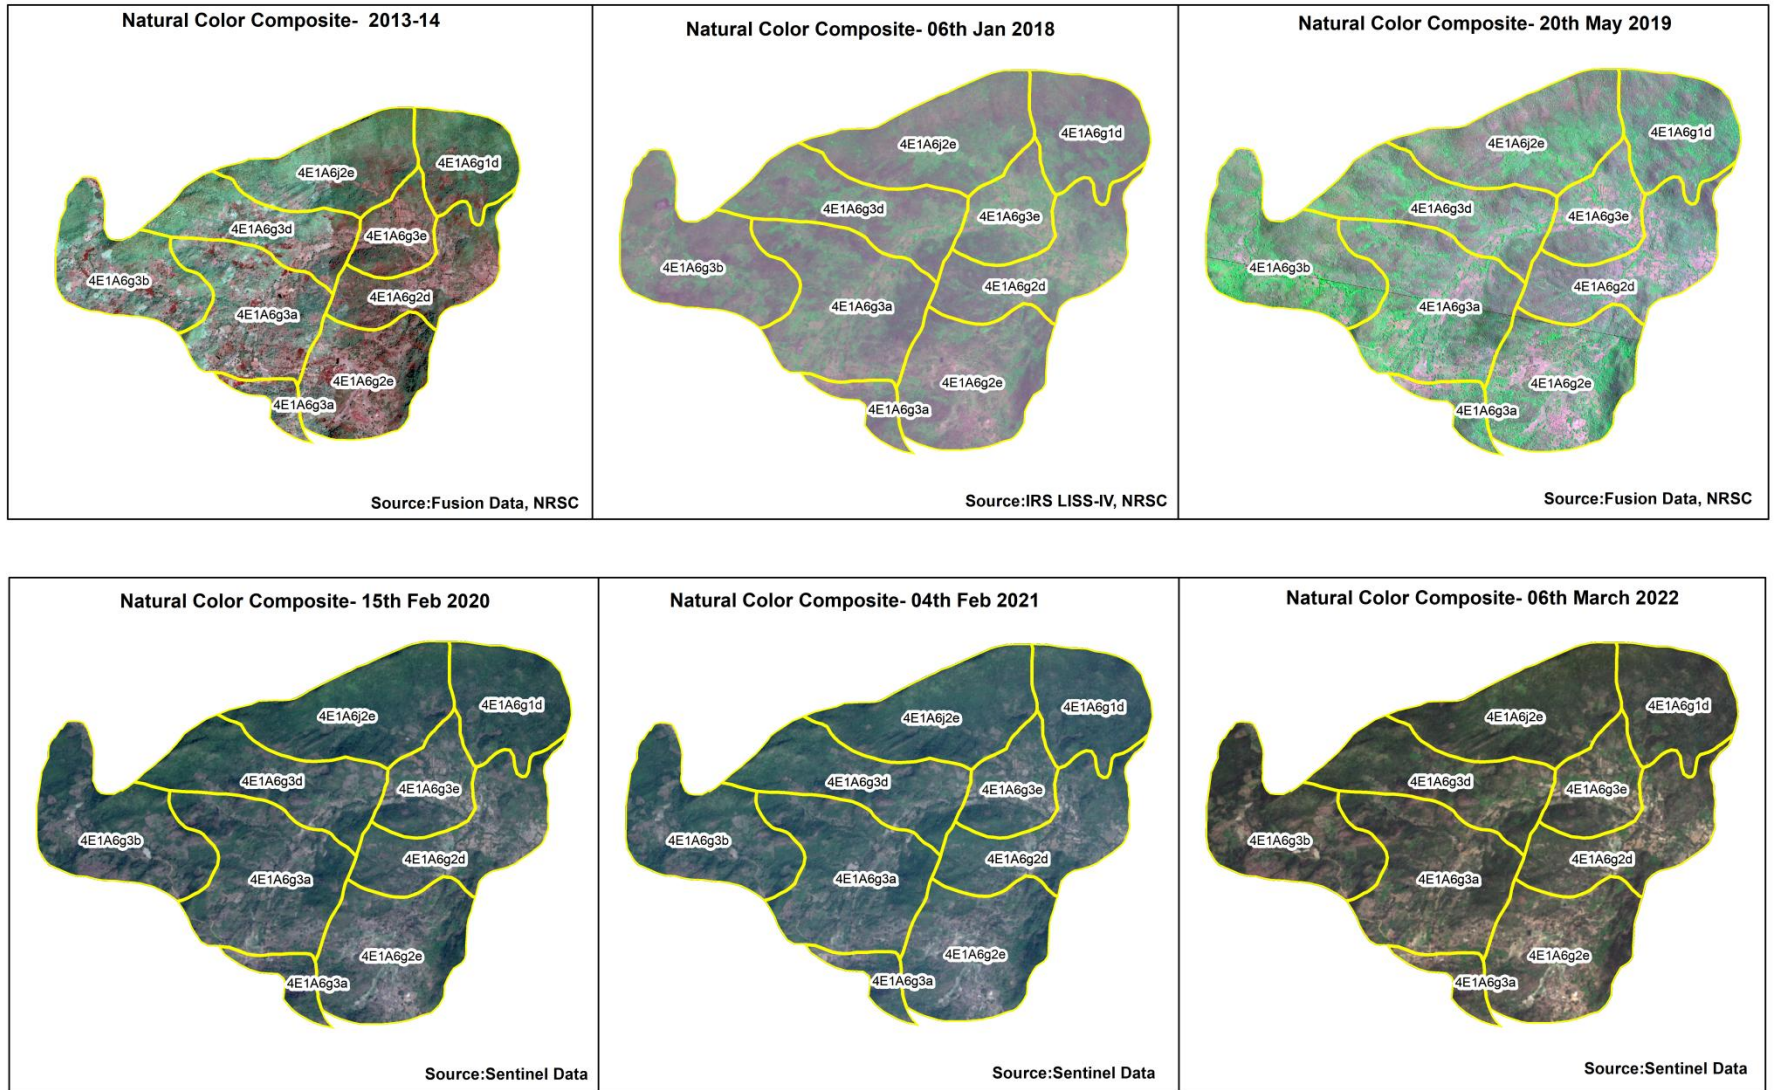 Natural Color Composite- 2013-14
4E1A6g1d
4E1A6j2e
4E1A6g3d
4E1A6g3e
4E1A6g3b
4E1A6g2d
4E1A6g3a
4E1A6g2e
4E1A6g3a
Source:Fusion Data, NRSC
Natural Color Composite- 06th Jan 2018
4E1A6g1d
4E1A6j2e
4E1A6g3d
4E1A6g3e
4E1A6g3b
4E1A6g2d
4E1A6g3a
4E1A6g2e
4E1A6g3a
Source:IRS LISS-IV, NRSC
Natural Color Composite- 20th May 2019
4E1A6g1d
4E1A6j2e
4E1A6g3d
4E1A6g3e
4E1A6g3b
4E1A6g2d
4E1A6g3a
4E1A6g2e
4E1A6g3a
Source:Fusion Data, NRSC
Natural Color Composite- 15th Feb 2020
4E1A6g1d
4E1A6j2e
4E1A6g3d
4E1A6g3e
4E1A6g3b
4E1A6g2d
4E1A6g3a
4E1A6g2e
4E1A6g3a
Source:Sentinel Data
Natural Color Composite- 04th Feb 2021
4E1A6g1d
4E1A6j2e
4E1A6g3d
4E1A6g3e
4E1A6g3b
4E1A6g2d
4E1A6g3a
4E1A6g2e
4E1A6g3a
Source:Sentinel Data
Natural Color Composite- 06th March 2022
4E1A6g1d
4E1A6j2e
4E1A6g3d
4E1A6g3e
4E1A6g3b
4E1A6g2d
4E1A6g3a
4E1A6g2e
4E1A6g3a
Source:Sentinel Data